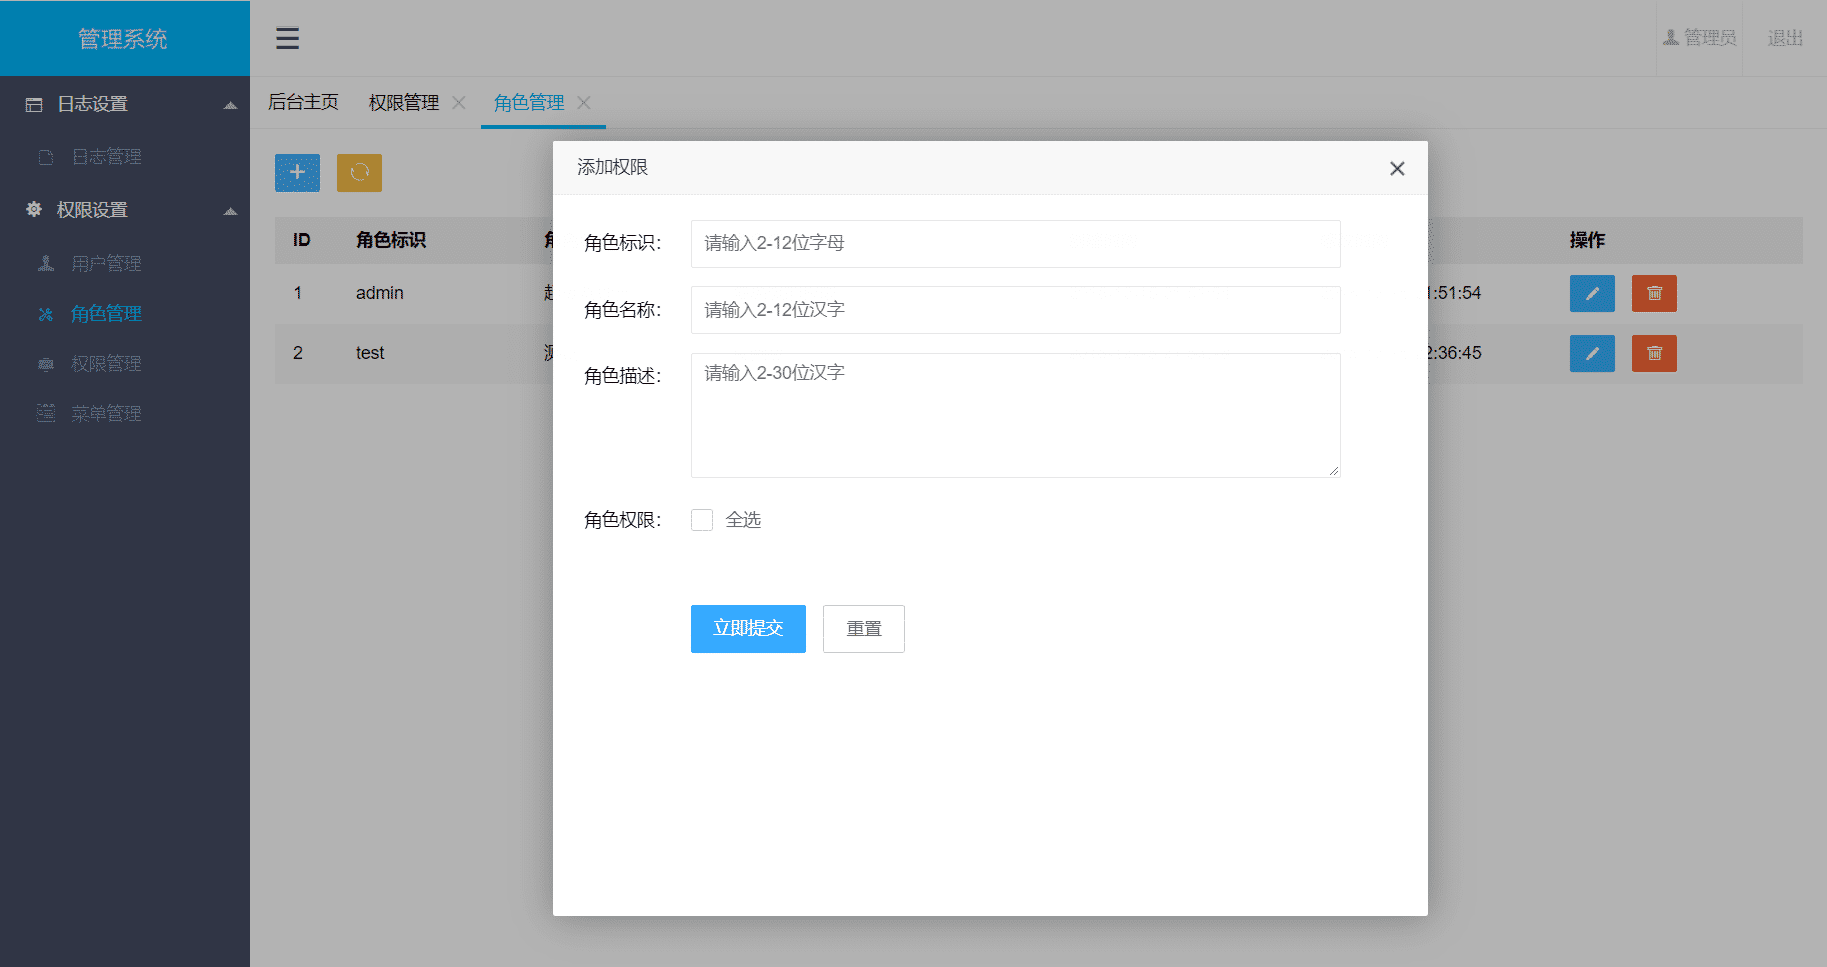 管理系统
管理员
退出
日志设置
日志管理
权限设置
用户管理
角色管理
权限管理
菜单管理
后台主页 权限管理 角色管理
添加权限
角色标识：
请输入2-12位字母
角色名称：
请输入2-12位汉字
角色描述：
请输入2-30位汉字
角色权限： 全选
立即提交 重置
ID 角色标识 操作
1 admin :51:54
2 test 2:36:45